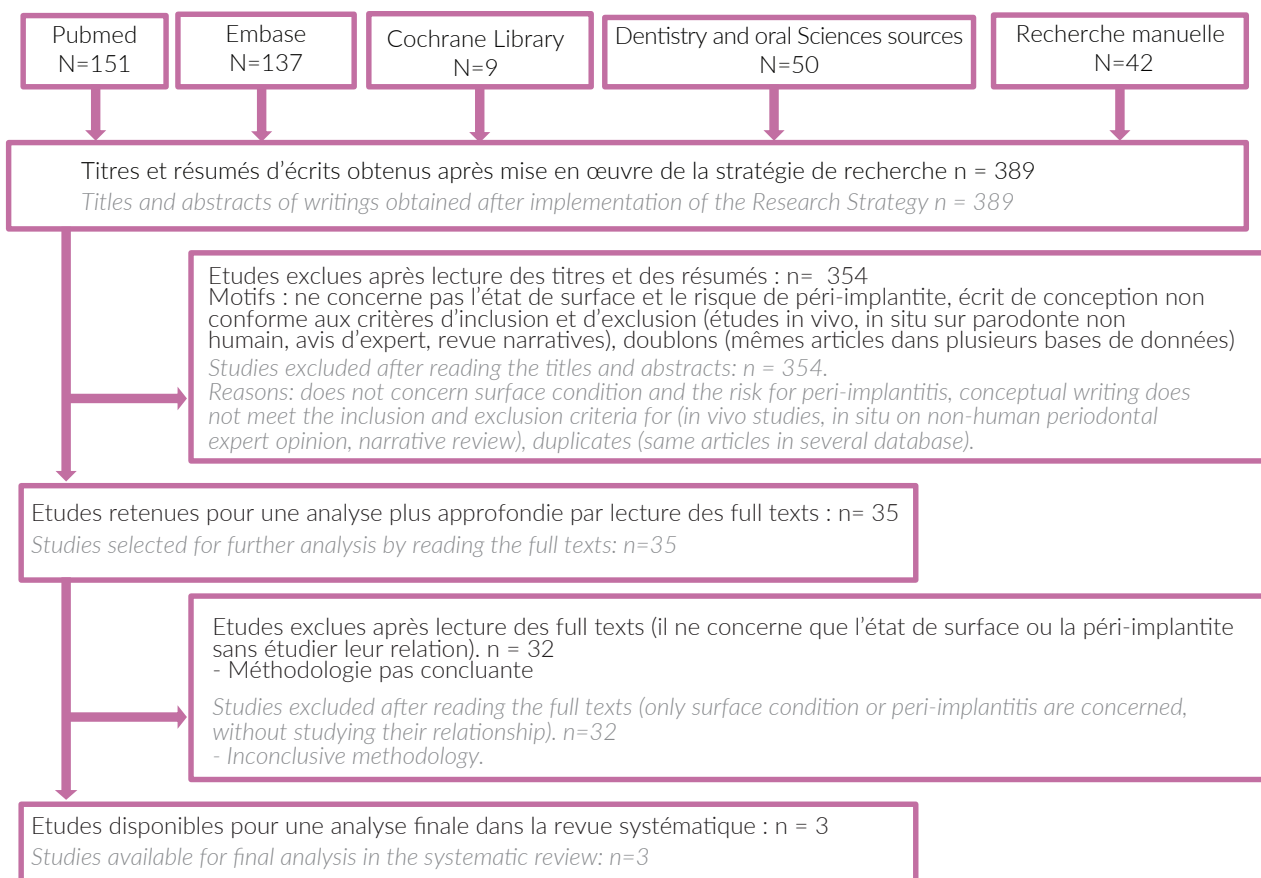 Pubmed
N=151
Embase
N=137
Cochrane Library
N=9
Dentistry and oral Sciences sources
N=50
Recherche manuelle
N=42
Titres et résumés d’écrits obtenus après mise en œuvre de la stratégie de recherche n = 389
Titles and abstracts of writings obtained after implementation of the Research Strategy n = 389
Etudes exclues après lecture des titres et des résumés : n= 354
Motifs : ne concerne pas l’état de surface et le risque de péri-implantite, écrit de conception non
conforme aux critères d’inclusion et d’exclusion (études in vivo, in situ sur parodonte non
humain, avis d’expert, revue narratives), doublons (mêmes articles dans plusieurs bases de données)
Studies excluded after reading the titles and abstracts: n = 354.
Reasons: does not concern surface condition and the risk for peri-implantitis, conceptual writing does
not meet the inclusion and exclusion criteria for (in vivo studies, in situ on non-human periodontal
expert opinion, narrative review), duplicates (same articles in several database).
Etudes retenues pour une analyse plus approfondie par lecture des full texts : n= 35
Studies selected for further analysis by reading the full texts: n=35
Etudes exclues après lecture des full texts (il ne concerne que l’état de surface ou la péri-implantite
sans étudier leur relation). n = 32
- Méthodologie pas concluante
Studies excluded after reading the full texts (only surface condition or peri-implantitis are concerned,
without studying their relationship). n=32
- Inconclusive methodology.
Etudes disponibles pour une analyse finale dans la revue systématique : n = 3
Studies available for final analysis in the systematic review: n=3